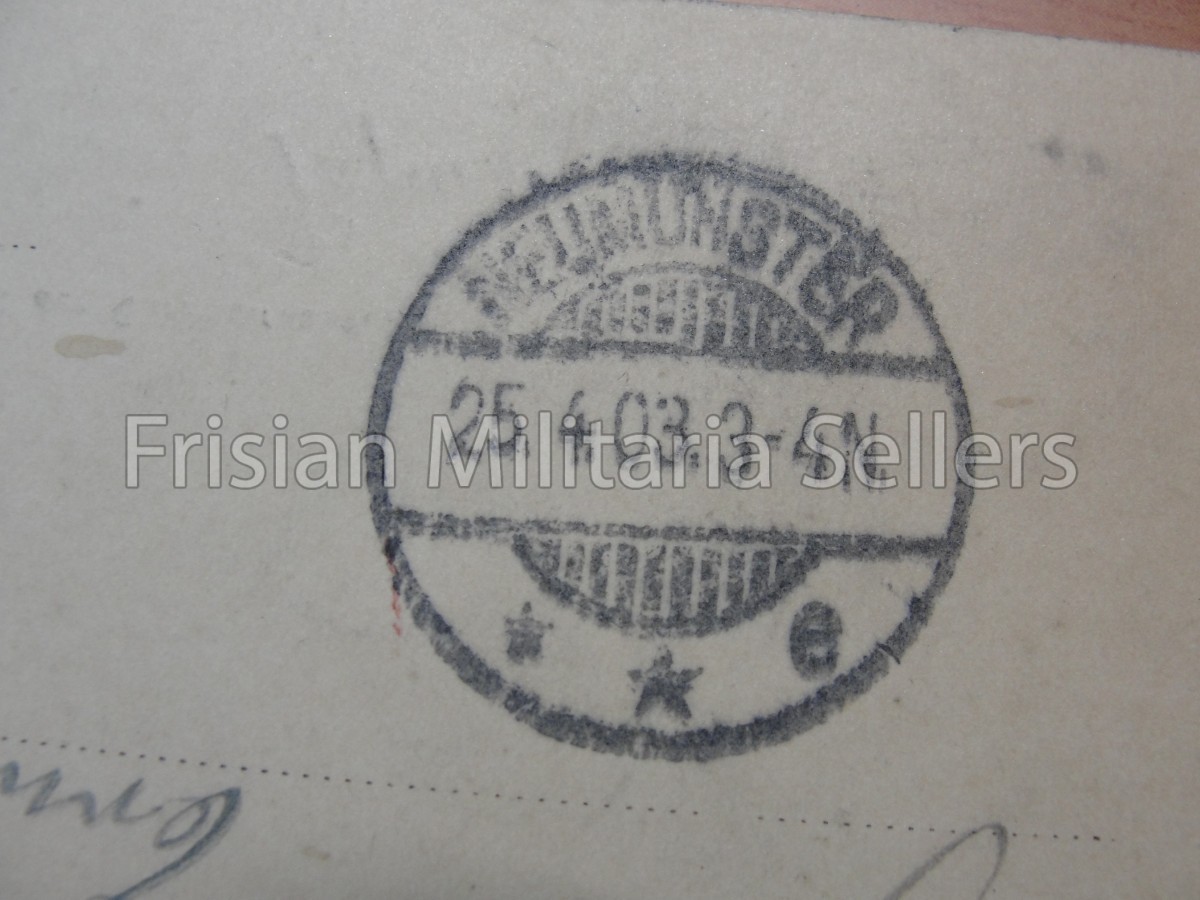 NEUMÜNSTER
25.4.03.3-4N.
Frisian Militaria Sellers
* * e